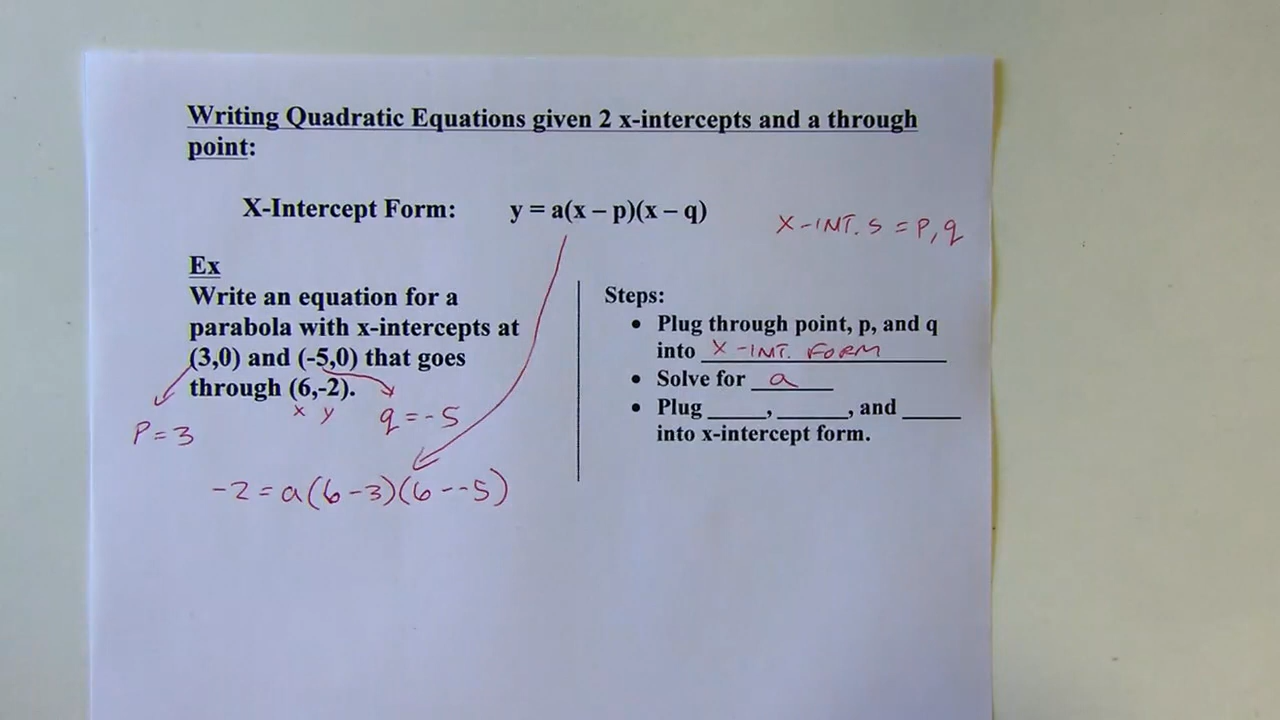 Writing Quadratic Equations given 2 x-intercepts and a through
point:
X-Intercept Form: y = a(x – p)(x – q)
X-INT.S = P, q
Ex
Write an equation for a
parabola with x-intercepts at
(3,0) and (-5,0) that goes
through (6,-2).
x y
P = 3
q = -5
-2 = a(6-3)(6--5)
Steps:
• Plug through point, p, and q
into X-INT. FORM
• Solve for a
• Plug _____, ______, and _____
into x-intercept form.